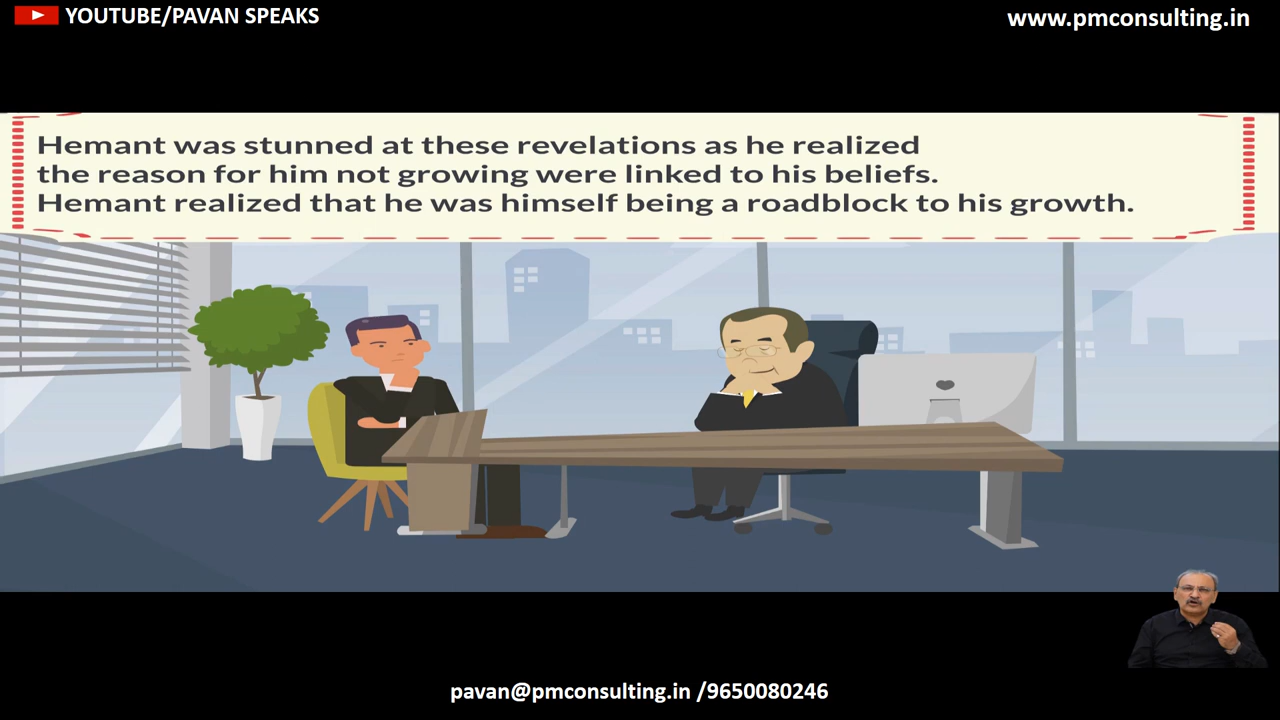 YOUTUBE/PAVAN SPEAKS
www.pmconsulting.in
Hemant was stunned at these revelations as he realized
the reason for him not growing were linked to his beliefs.
Hemant realized that he was himself being a roadblock to his growth.
pavan@pmconsulting.in /9650080246